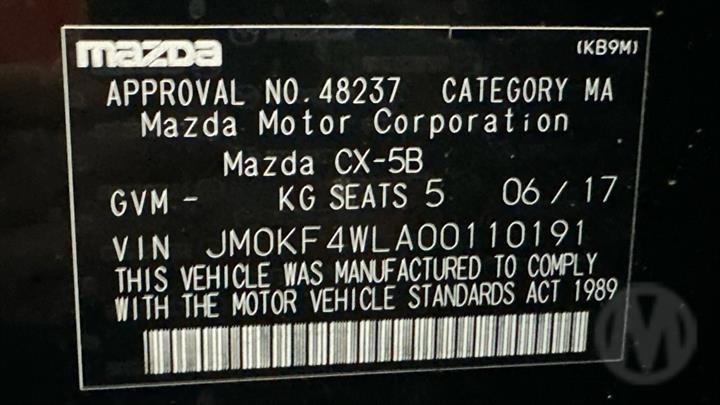 mazda
(KB9M)
APPROVAL NO. 48237 CATEGORY MA
Mazda Motor Corporation
Mazda CX-5B
GVM - KG SEATS 5 06/17
VIN JM0KF4WLA00110191
THIS VEHICLE WAS MANUFACTURED TO COMPLY
WITH THE MOTOR VEHICLE STANDARDS ACT 1989
M